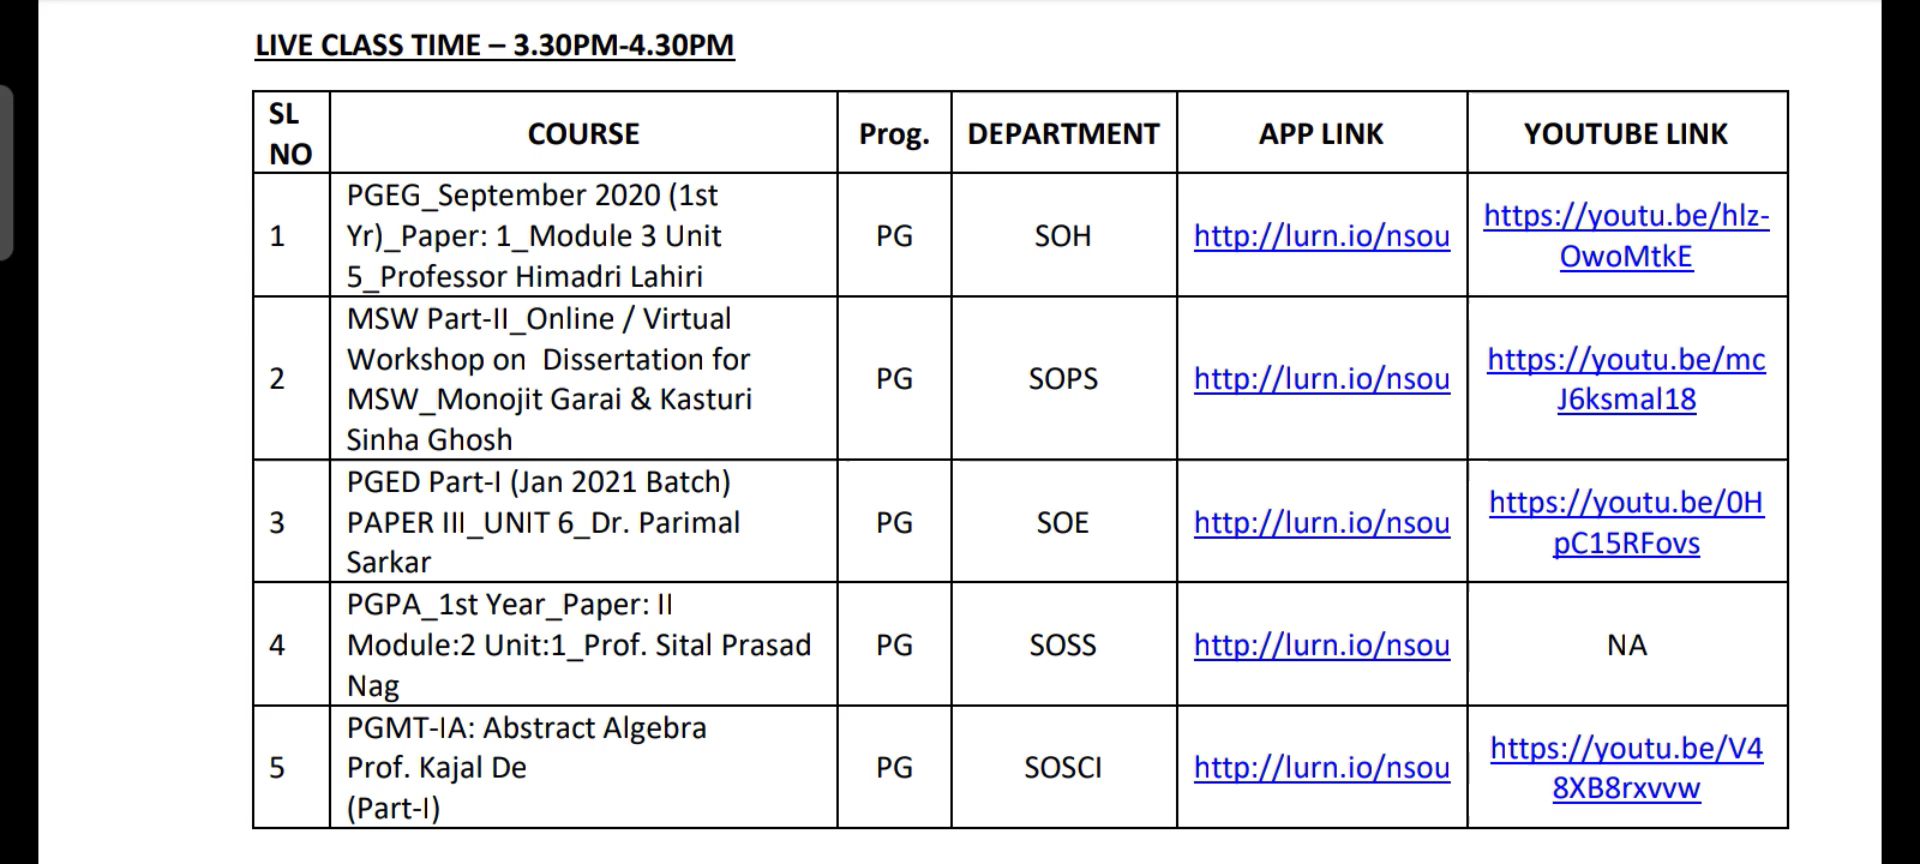 LIVE CLASS TIME – 3.30PM-4.30PM
SL NO COURSE Prog. DEPARTMENT APP LINK YOUTUBE LINK
1
PGEG_September 2020 (1st
Yr)_Paper: 1_Module 3 Unit
5_Professor Himadri Lahiri
PG
SOH
http://lurn.io/nsou
https://youtu.be/hlz-
OwoMtkE
2
MSW Part-II_Online / Virtual
Workshop on  Dissertation for
MSW_Monojit Garai & Kasturi
Sinha Ghosh
PG
SOPS
http://lurn.io/nsou
https://youtu.be/mc
J6ksmal18
3
PGED Part-I (Jan 2021 Batch)
PAPER III_UNIT 6_Dr. Parimal
Sarkar
PG
SOE
http://lurn.io/nsou
https://youtu.be/0H
pC15RFovs
4
PGPA_1st Year_Paper: II
Module:2 Unit:1_Prof. Sital Prasad
Nag
PG
SOSS
http://lurn.io/nsou
NA
5
PGMT-IA: Abstract Algebra
Prof. Kajal De
(Part-I)
PG
SOSCI
http://lurn.io/nsou
https://youtu.be/V4
8XB8rxvvw